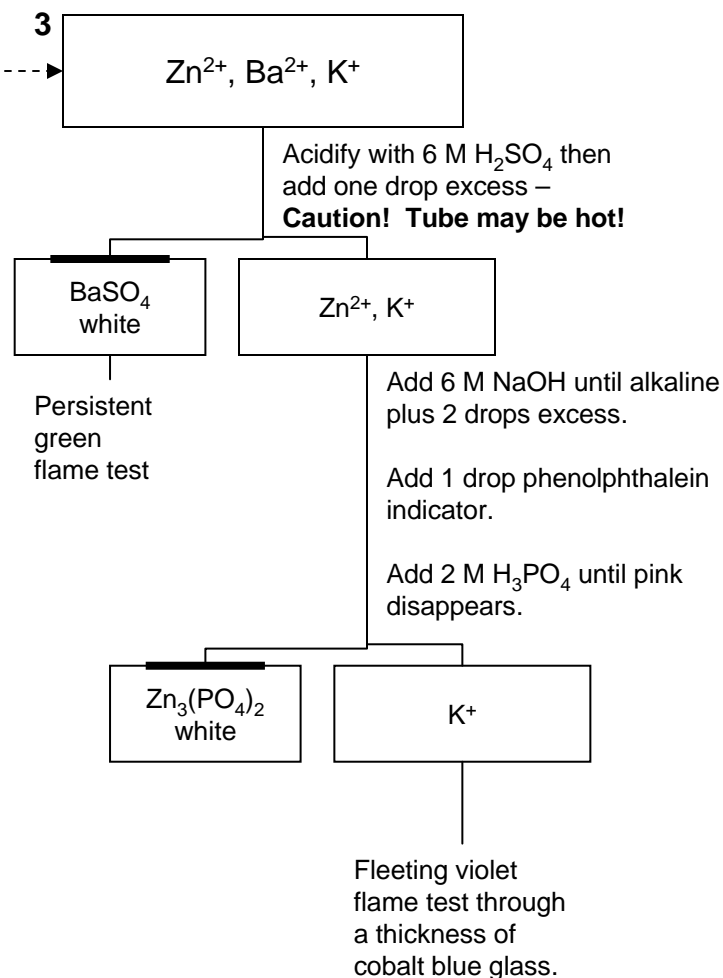 3
Zn²⁺, Ba²⁺, K⁺
Acidify with 6 M H₂SO₄ then
add one drop excess –
Caution! Tube may be hot!
BaSO₄
white
Zn²⁺, K⁺
Persistent
green
flame test
Add 6 M NaOH until alkaline
plus 2 drops excess.
Add 1 drop phenolphthalein
indicator.
Add 2 M H₃PO₄ until pink
disappears.
Zn₃(PO₄)₂
white
K⁺
Fleeting violet
flame test through
a thickness of
cobalt blue glass.